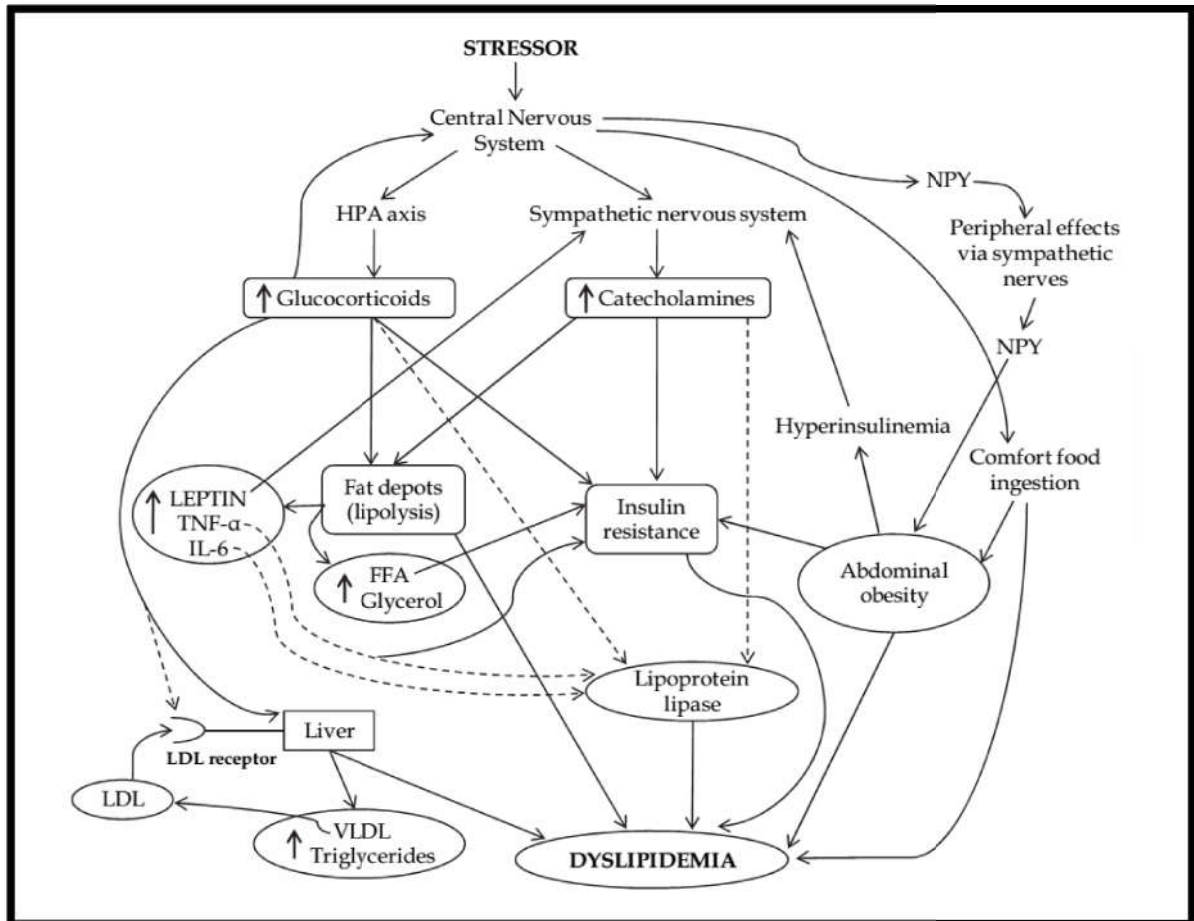 STRESSOR
Central Nervous
System
NPY
HPA axis
Sympathetic nervous system
Peripheral effects
via sympathetic
nerves
↑ Glucocorticoids
↑ Catecholamines
NPY
Hyperinsulinemia
Comfort food
ingestion
↑ LEPTIN
TNF-α
IL-6
Fat depots
(lipolysis)
Insulin
resistance
↑ FFA
Glycerol
Abdominal
obesity
Lipoprotein
lipase
Liver
LDL receptor
LDL
↑ VLDL
Triglycerides
DYSLIPIDEMIA